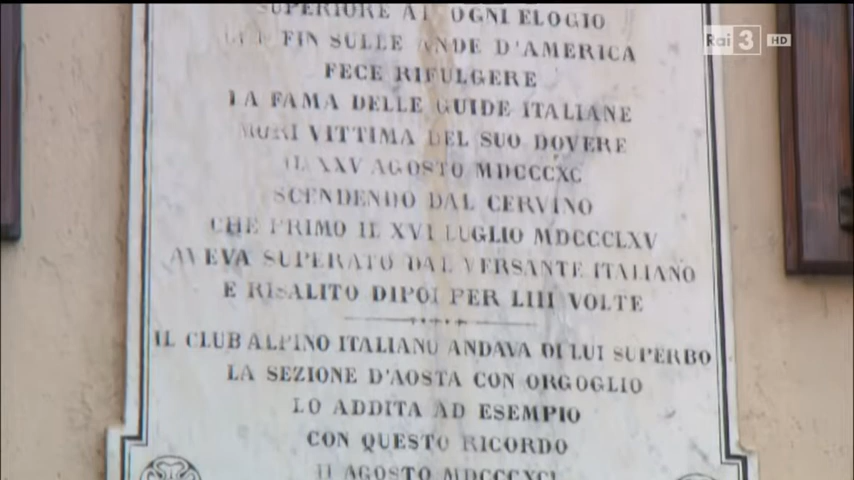 SUPERIORE AD OGNI ELOGIO
FIN SULLE ANDE D'AMERICA
FECE RIFULGERE
LA FAMA DELLE GUIDE ITALIANE
MORÌ VITTIMA DEL SUO DOVERE
IL XXV AGOSTO MDCCCXC
SCENDENDO DAL CERVINO
CHE PRIMO IL XVI LUGLIO MDCCCLXV
AVEVA SUPERATO DAL VERSANTE ITALIANO
E RISALITO DIPOI PER LIII VOLTE
IL CLUB ALPINO ITALIANO ANDAVA DI LUI SUPERBO
LA SEZIONE D'AOSTA CON ORGOGLIO
LO ADDITA AD ESEMPIO
CON QUESTO RICORDO
AGOSTO MDCCCXCI
Rai 3 HD